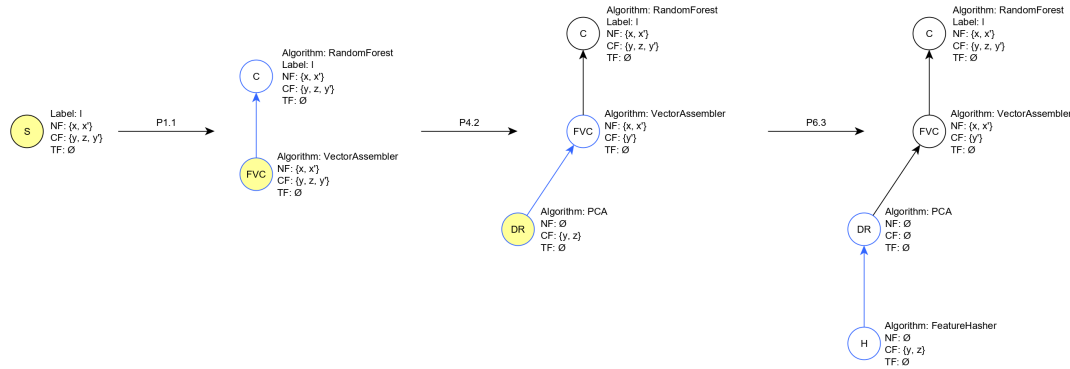 S
Label: l
NF: {x, x'}
CF: {y, z, y'}
TF: Ø
P1.1
Algorithm: RandomForest
Label: l
NF: {x, x'}
CF: {y, z, y'}
TF: Ø
C
FVC
Algorithm: VectorAssembler
NF: {x, x'}
CF: {y, z, y'}
TF: Ø
P4.2
Algorithm: RandomForest
Label: l
NF: {x, x'}
CF: {y, z, y'}
TF: Ø
C
FVC
Algorithm: VectorAssembler
NF: {x, x'}
CF: {y'}
TF: Ø
DR
Algorithm: PCA
NF: Ø
CF: {y, z}
TF: Ø
P6.3
Algorithm: RandomForest
Label: l
NF: {x, x'}
CF: {y, z, y'}
TF: Ø
C
FVC
Algorithm: VectorAssembler
NF: {x, x'}
CF: {y'}
TF: Ø
DR
Algorithm: PCA
NF: Ø
CF: Ø
TF: Ø
H
Algorithm: FeatureHasher
NF: Ø
CF: {y, z}
TF: Ø